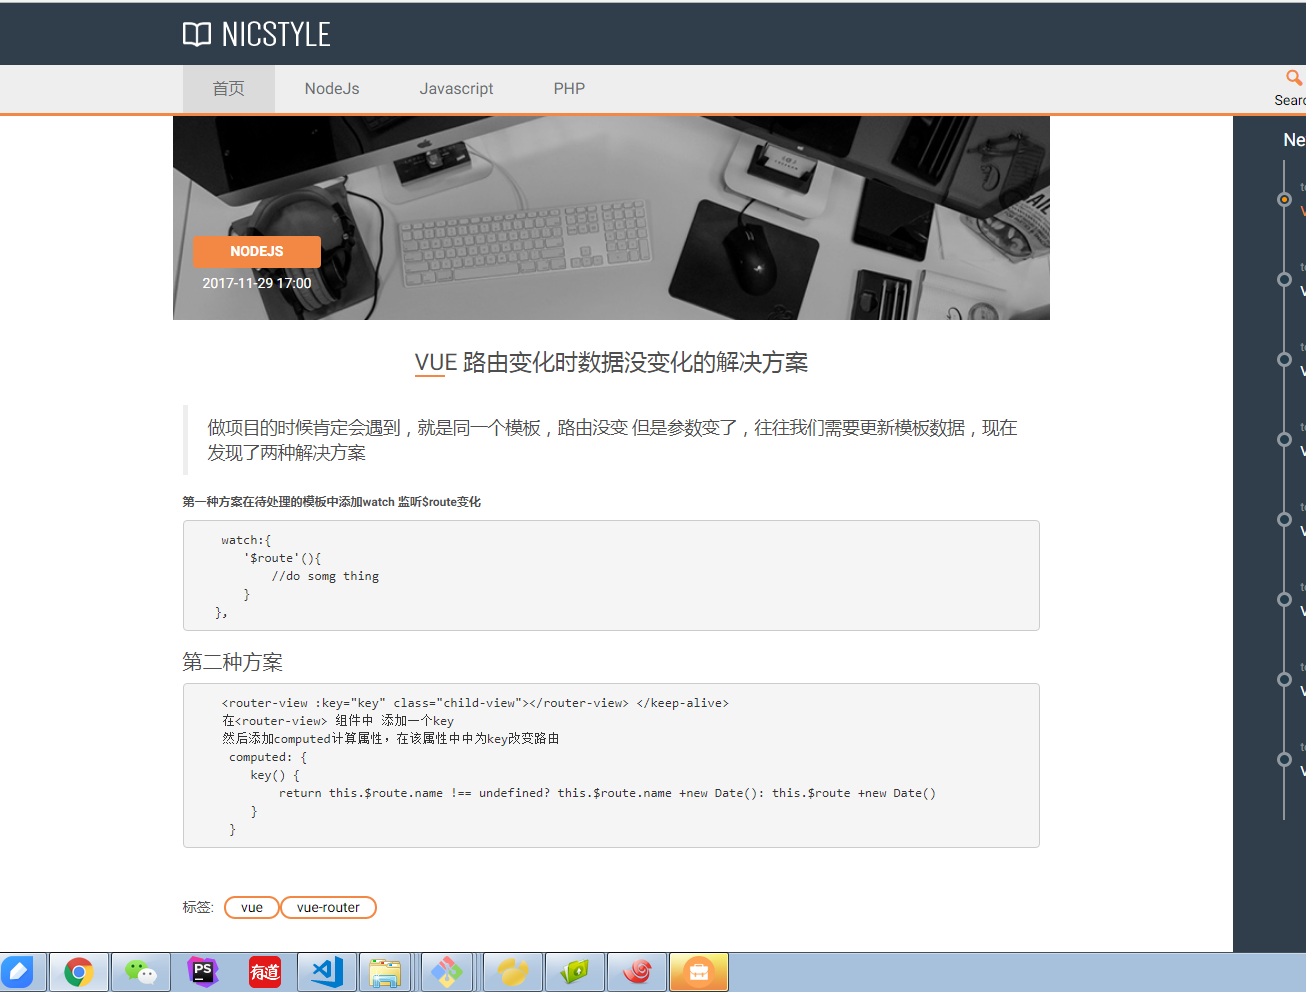 NICSTYLE
首页 NodeJs Javascript PHP
Sear
NODEJS
2017-11-29 17:00
Ne
VUE 路由变化时数据没变化的解决方案
做项目的时候肯定会遇到，就是同一个模板，路由没变 但是参数变了，往往我们需要更新模板数据，现在
发现了两种解决方案
第一种方案在待处理的模板中添加watch 监听$route变化
watch:{
'$route'(){
//do somg thing
}
},
第二种方案
<router-view :key="key" class="child-view"></router-view> </keep-alive>
在<router-view> 组件中 添加一个key
然后添加computed计算属性，在该属性中中为key改变路由
computed: {
key() {
return this.$route.name !== undefined? this.$route.name +new Date(): this.$route +new Date()
}
}
标签: vue vue-router
PS
有道